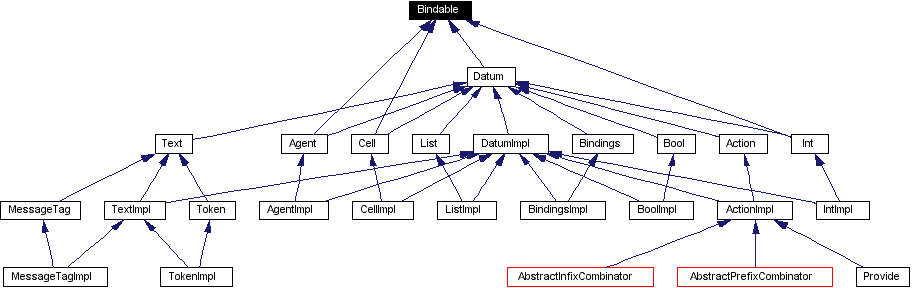 Bindable
Datum
Text
Agent
Cell
List
DatumImpl
Bindings
Bool
Action
Int
MessageTag
TextImpl
Token
AgentImpl
CellImpl
ListImpl
BindingsImpl
BoolImpl
ActionImpl
IntImpl
MessageTagImpl
TokenImpl
AbstractInfixCombinator
AbstractPrefixCombinator
Provide